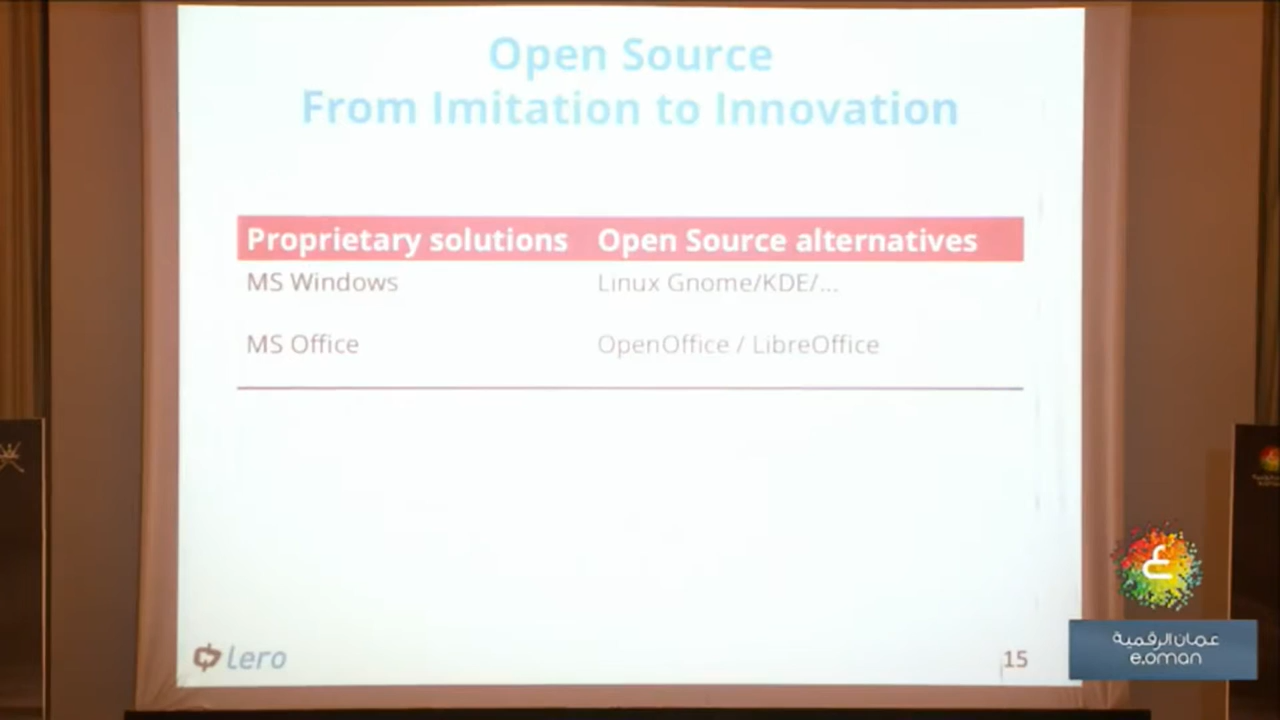 Open Source
From Imitation to Innovation
Proprietary solutions Open Source alternatives
MS Windows Linux Gnome/KDE/...
MS Office OpenOffice / LibreOffice
Lero
15
ع
عمان الرقمية
e.oman